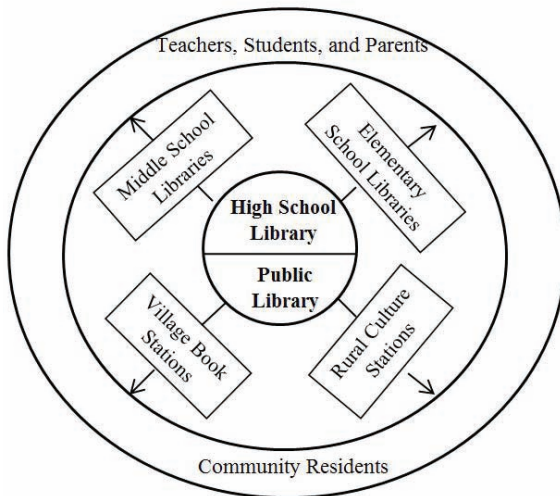 Teachers, Students, and Parents
Middle School
Libraries
Elementary
School Libraries
High School
Library
Public
Library
Village Book
Stations
Rural Culture
Stations
Community Residents